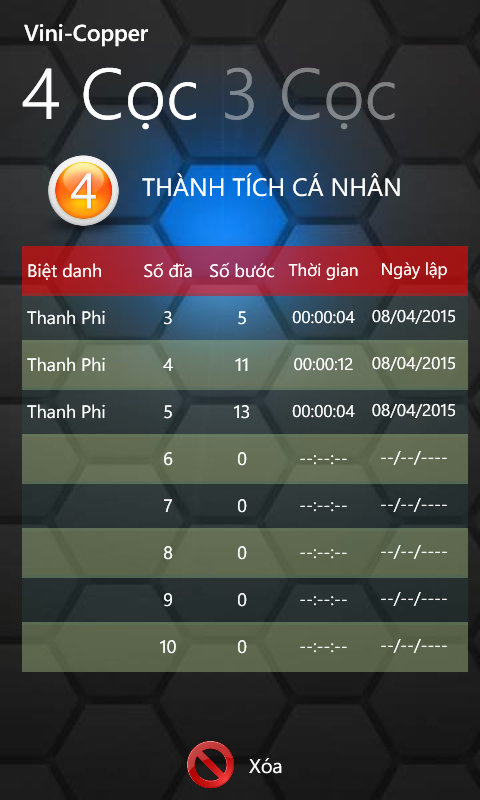 Vini-Copper
4 Cọc 3 Cọc
4 THÀNH TÍCH CÁ NHÂN
Biệt danh Số đĩa Số bước Thời gian Ngày lập
Thanh Phi 3 5 00:00:04 08/04/2015
Thanh Phi 4 11 00:00:12 08/04/2015
Thanh Phi 5 13 00:00:04 08/04/2015
6 0 --:--:-- --/--/----
7 0 --:--:-- --/--/----
8 0 --:--:-- --/--/----
9 0 --:--:-- --/--/----
10 0 --:--:-- --/--/----
Xóa